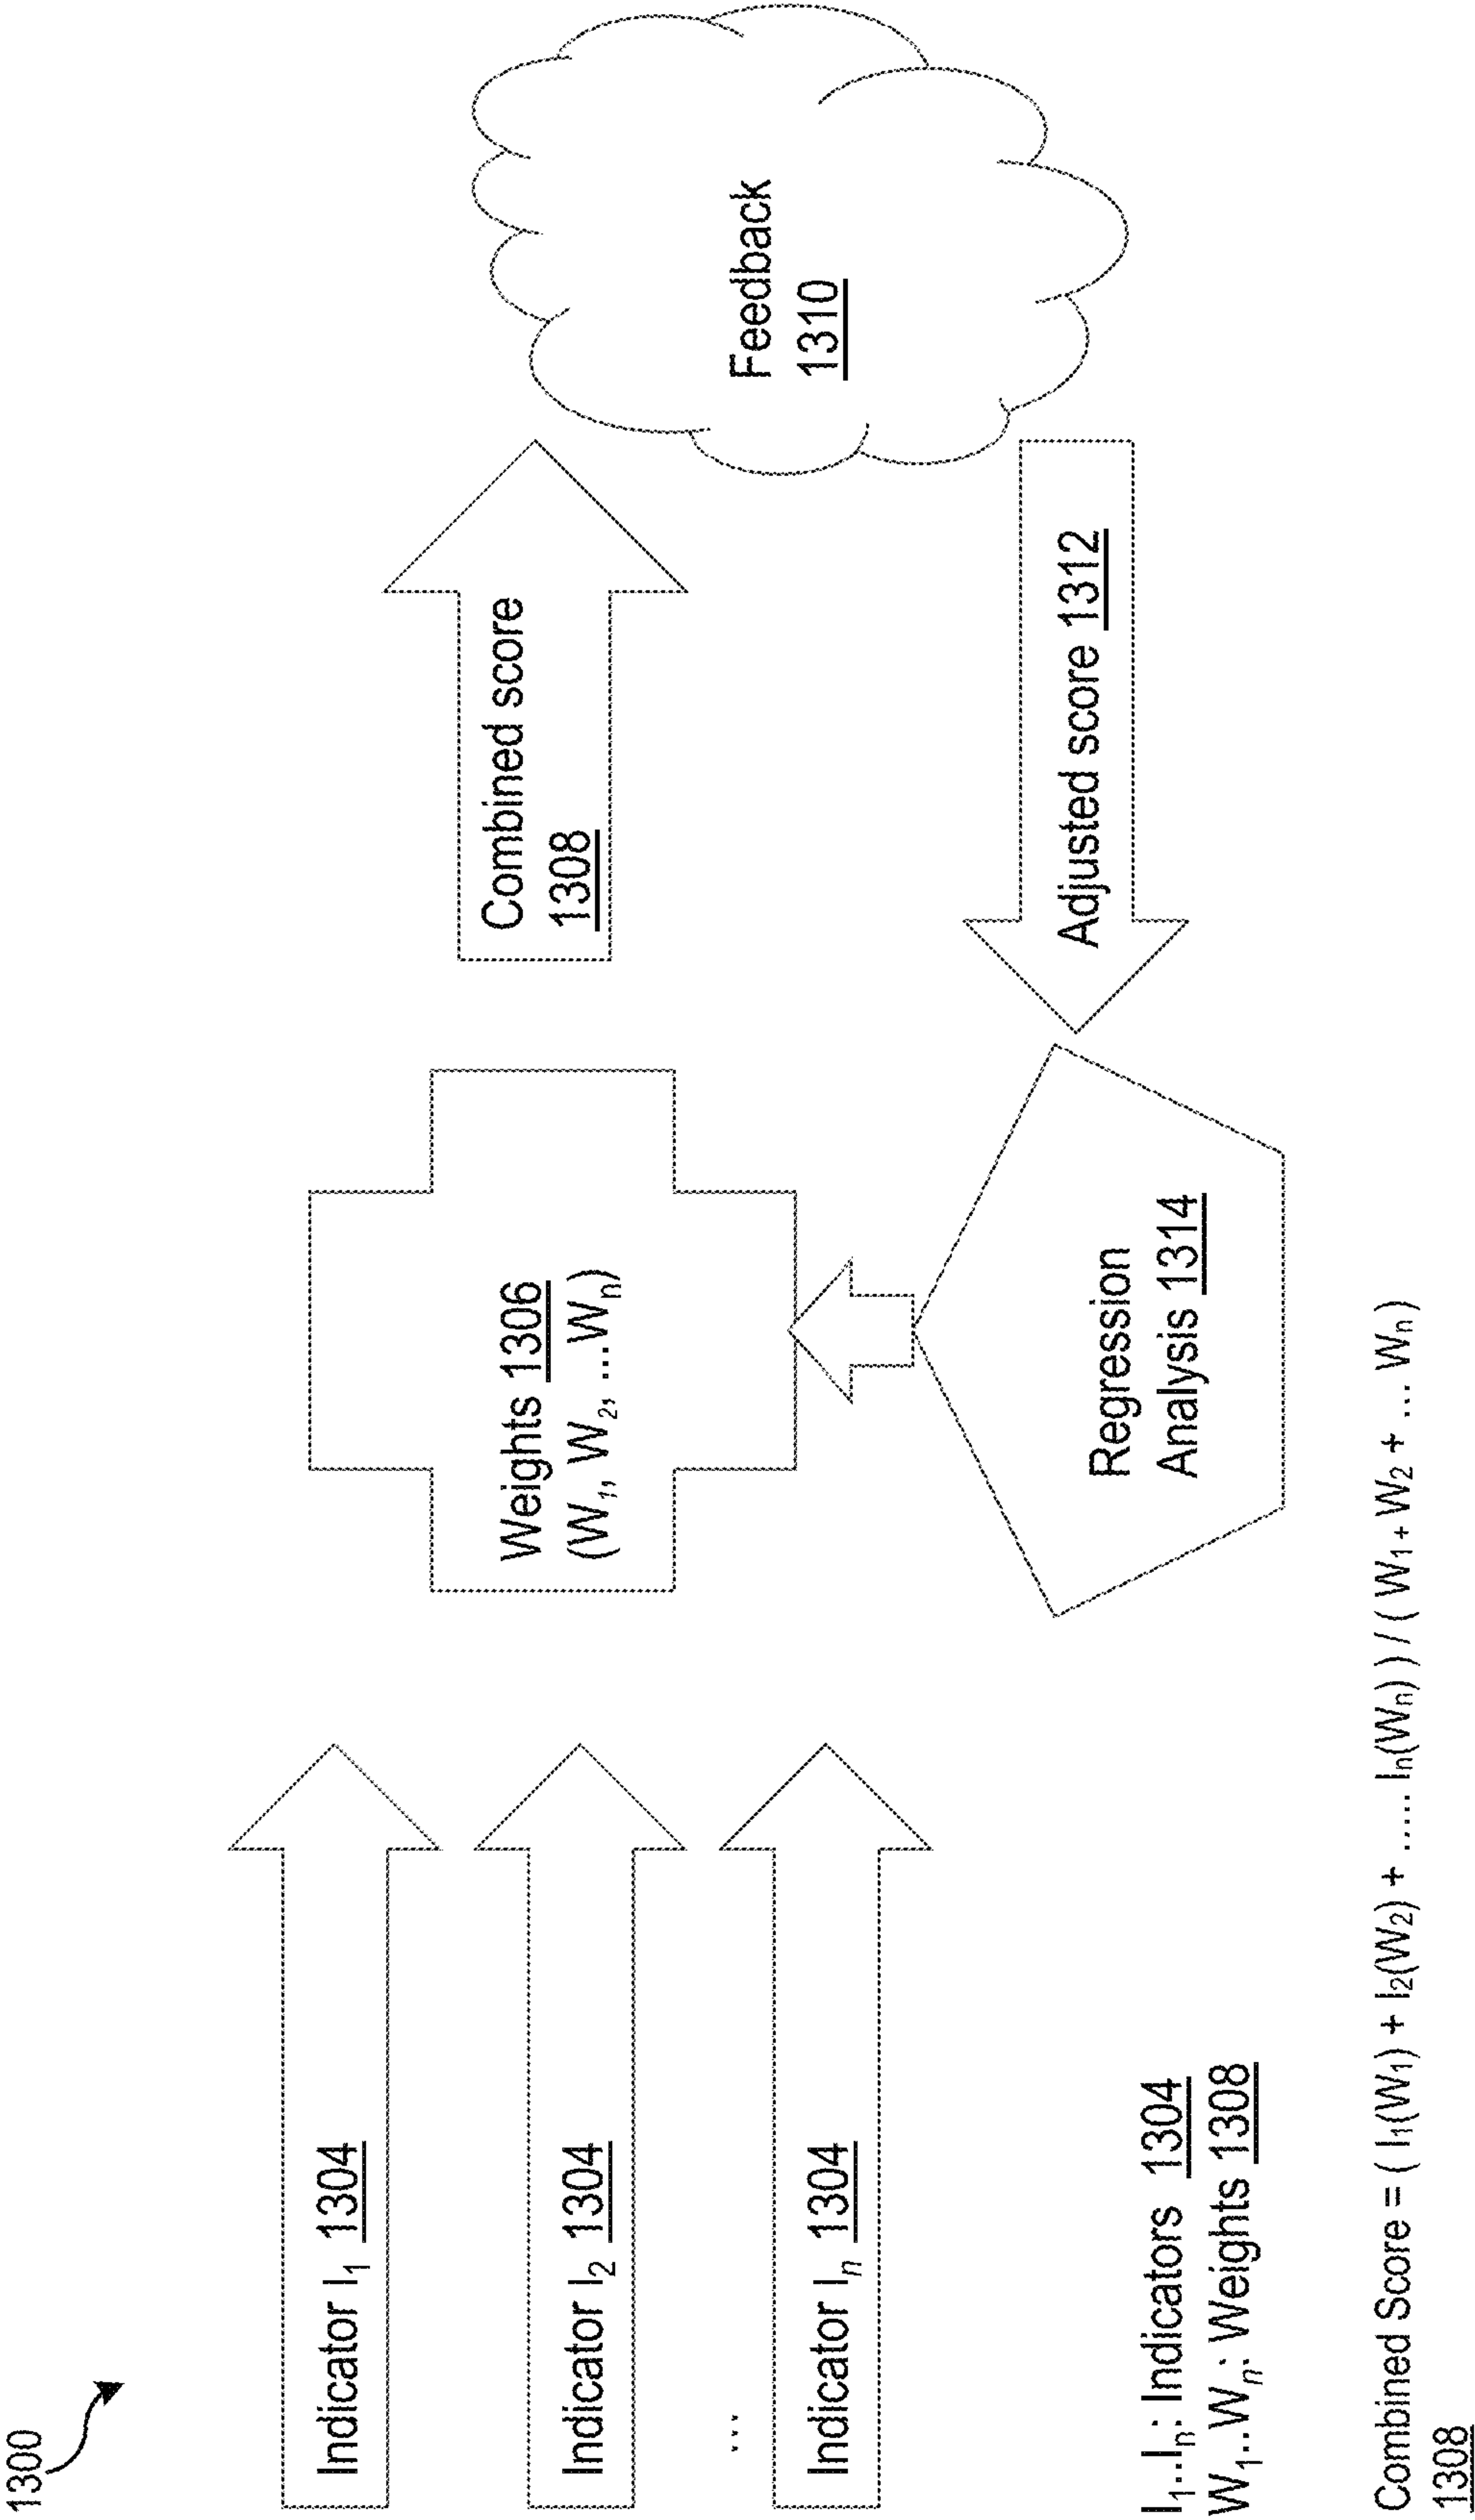 1300
Indicator I₁ 1304
Indicator I₂ 1304
...
Indicator Iₙ 1304
Weights 1306
(W₁, W₂, ...Wₙ)
Combined score
1308
Feedback
1310
Adjusted score 1312
Regression
Analysis 1314
I₁..Iₙ: Indicators 1304
W₁..Wₙ: Weights 1308
Combined Score = ( I₁(W₁) + I₂(W₂) + ..... Iₙ(Wₙ) ) / ( W₁ + W₂ + ... Wₙ )
1308